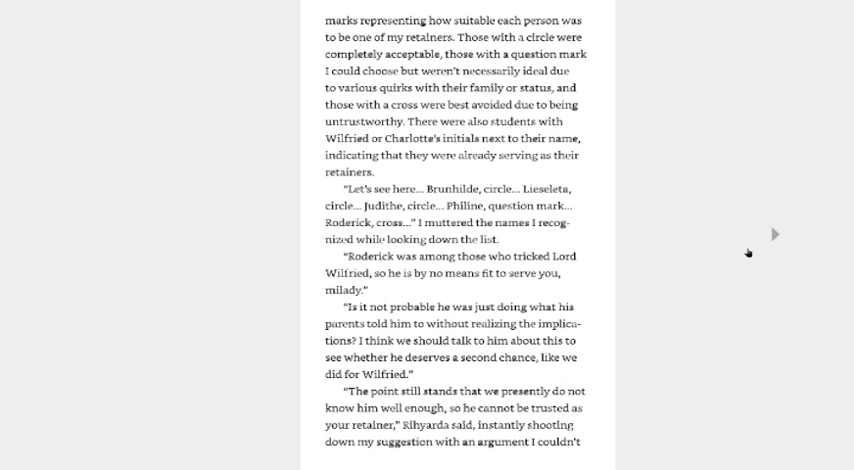 marks representing how suitable each person was
to be one of my retainers. Those with a circle were
completely acceptable, those with a question mark
I could choose but weren't necessarily ideal due
to various quirks with their family or status, and
those with a cross were best avoided due to being
untrustworthy. There were also students with
Wilfried or Charlotte's initials next to their name,
indicating that they were already serving as their
retainers.
"Let's see here... Brunhilde, circle... Lieseleta,
circle... Judithe, circle... Philine, question mark...
Roderick, cross..." I muttered the names I recog-
nized while looking down the list.
"Roderick was among those who tricked Lord
Wilfried, so he is by no means fit to serve you,
milady."
"Is it not probable he was just doing what his
parents told him to without realizing the implica-
tions? I think we should talk to him about this to
see whether he deserves a second chance, like we
did for Wilfried."
"The point still stands that we presently do not
know him well enough, so he cannot be trusted as
your retainer," Rihyarda said, instantly shooting
down my suggestion with an argument I couldn't